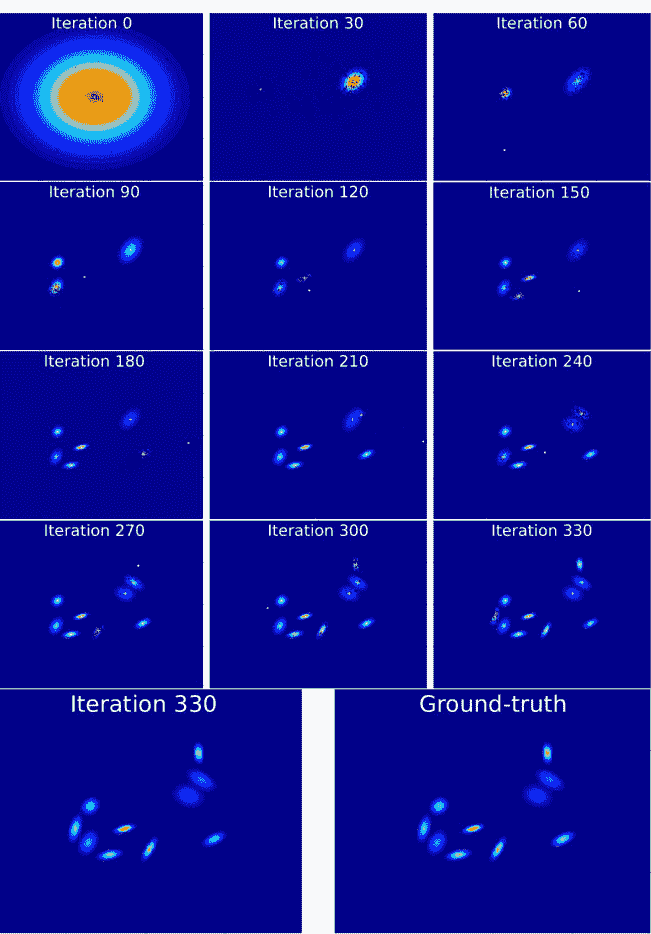 Iteration 0
Iteration 30
Iteration 60
Iteration 90
Iteration 120
Iteration 150
Iteration 180
Iteration 210
Iteration 240
Iteration 270
Iteration 300
Iteration 330
Iteration 330
Ground-truth